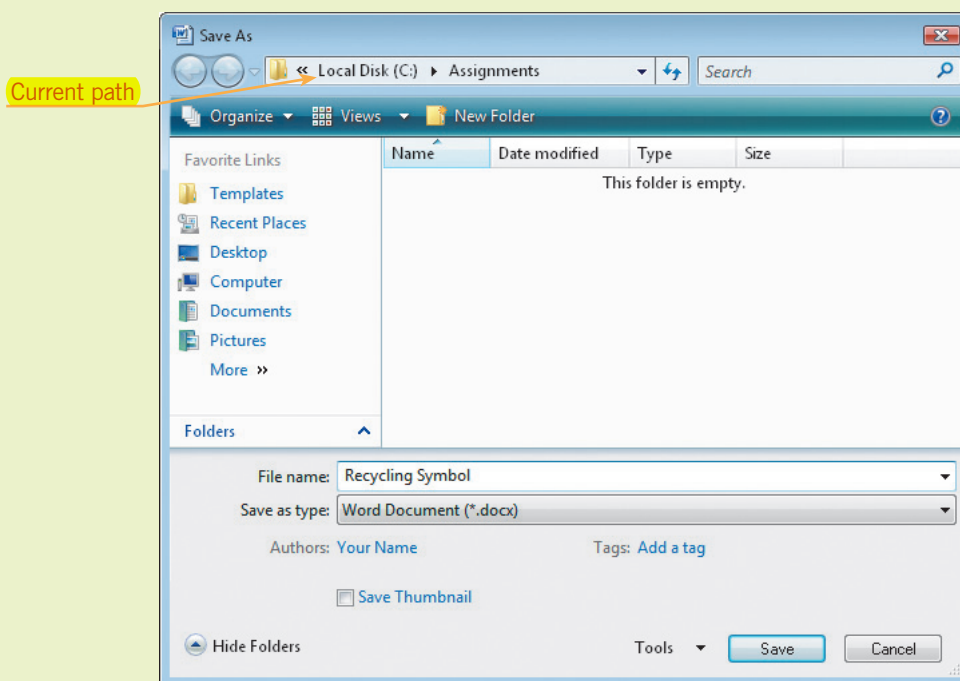 Save As
Current path
« Local Disk (C:) ▸ Assignments
Search
Organize Views New Folder
Favorite Links
Name Date modified Type Size
This folder is empty.
Templates
Recent Places
Desktop
Computer
Documents
Pictures
More »
Folders
File name: Recycling Symbol
Save as type: Word Document (*.docx)
Authors: Your Name Tags: Add a tag
Save Thumbnail
Hide Folders Tools Save Cancel